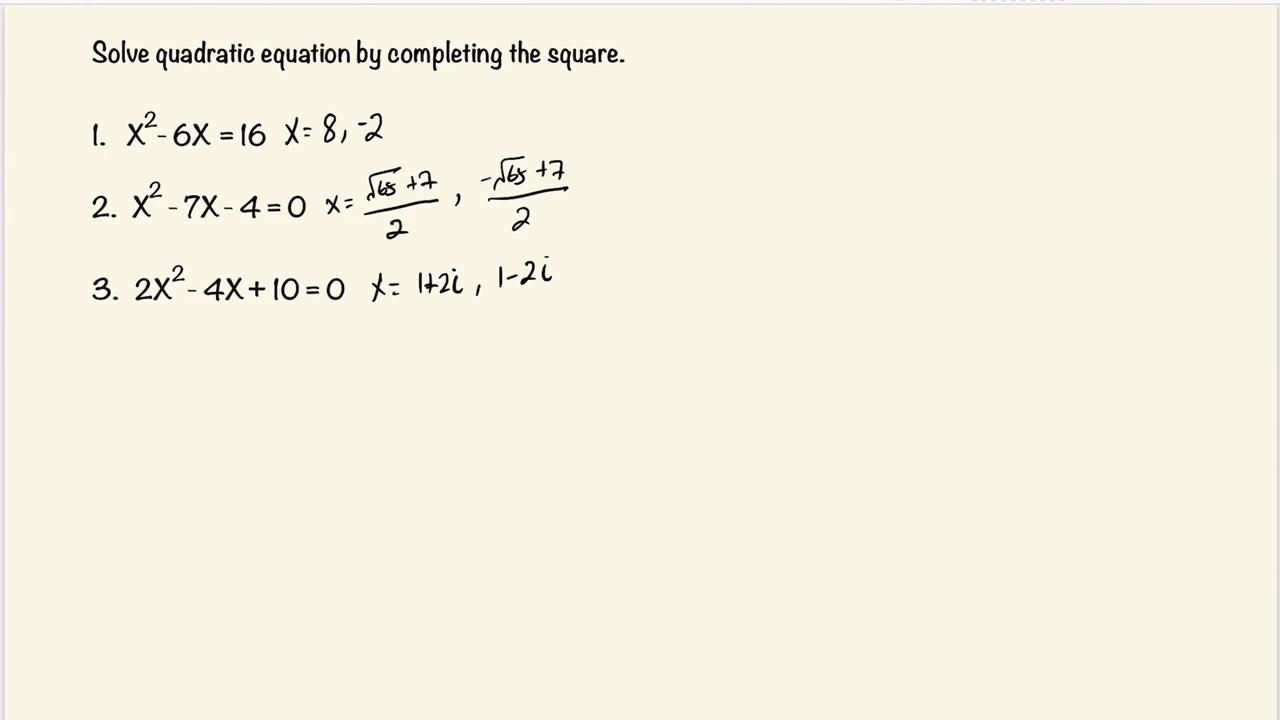 Solve quadratic equation by completing the square.
1. X² - 6X = 16 x = 8, -2
2. X² - 7X - 4 = 0 x = (√65 + 7)/2, (-√65 + 7)/2
3. 2X² - 4X + 10 = 0 x = 1+2i, 1-2i